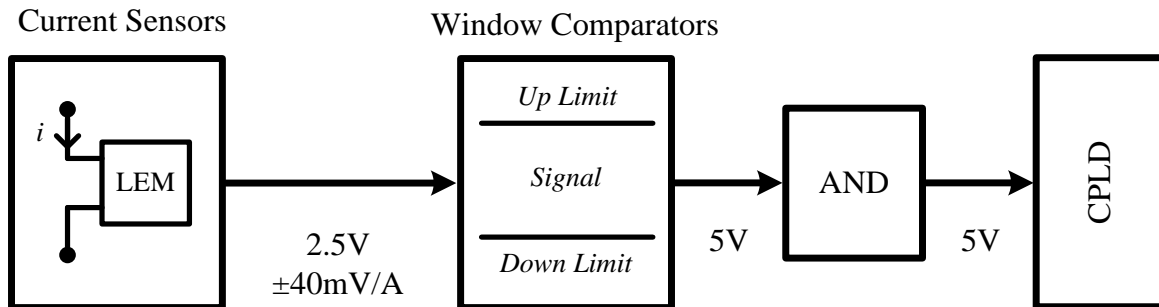 Current Sensors
Window Comparators
i
LEM
2.5V
±40mV/A
Up Limit
Signal
Down Limit
5V
AND
5V
CPLD